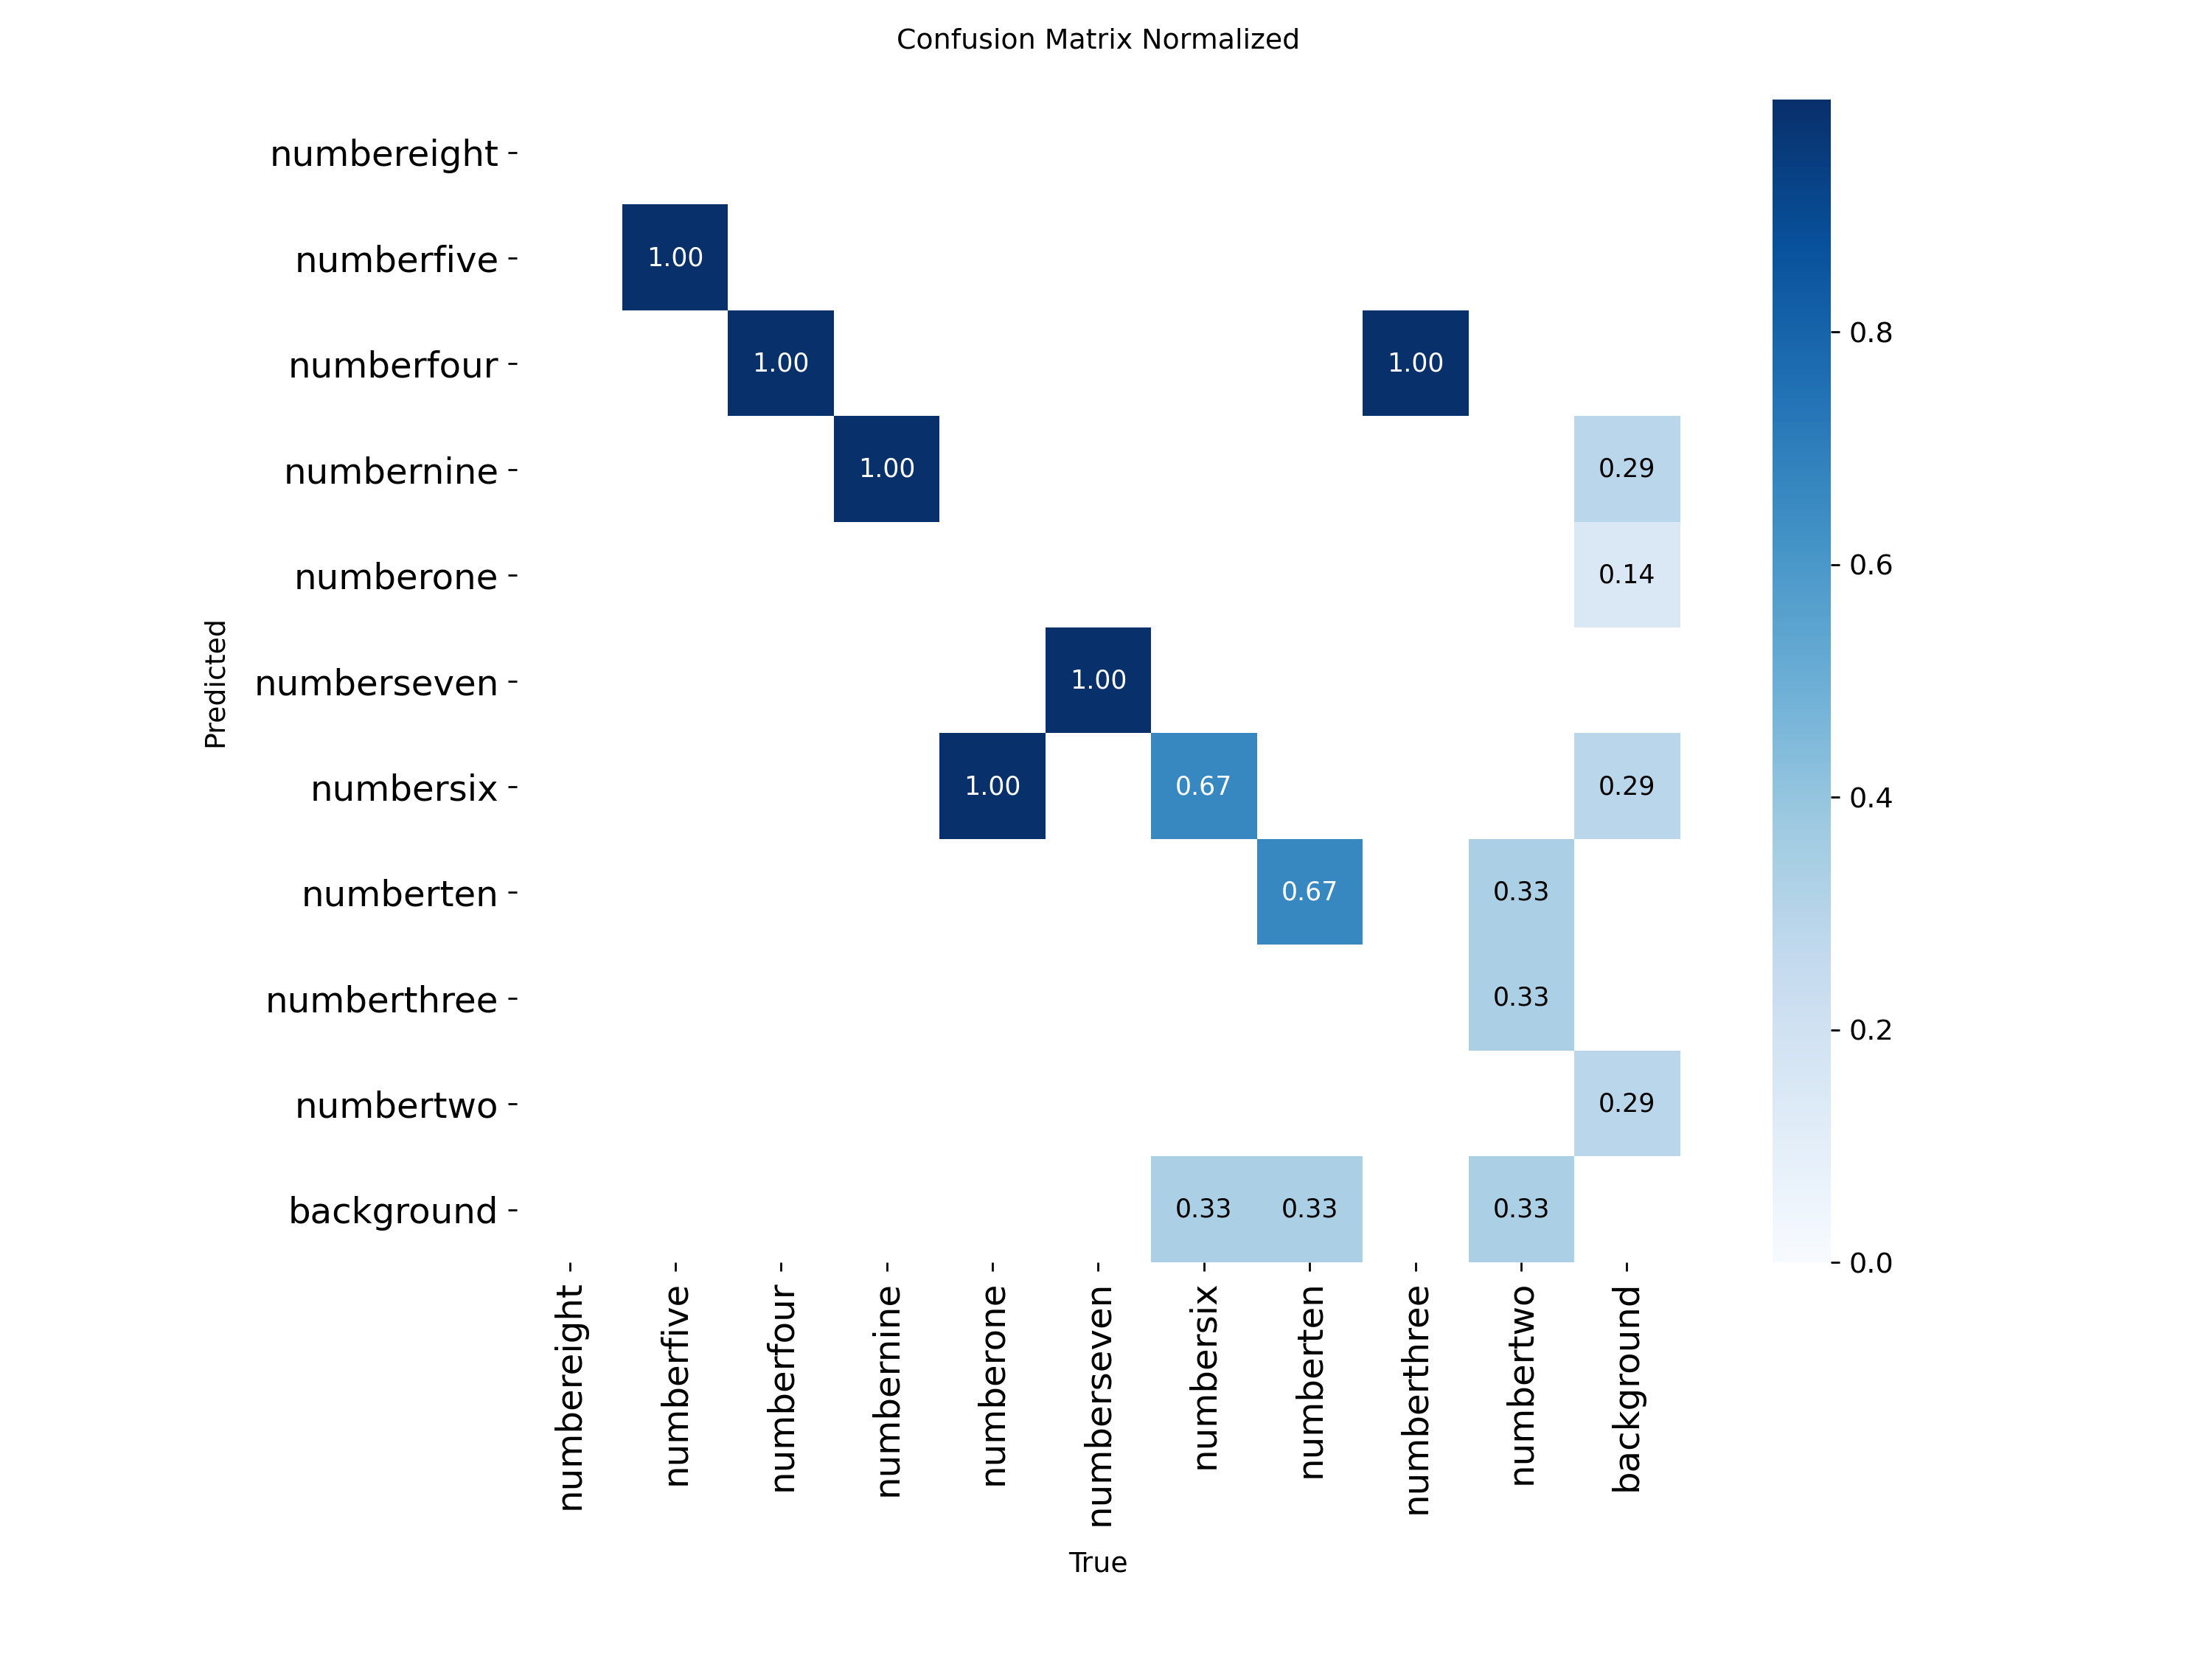 Confusion Matrix Normalized
numbereight
numberfive 1.00
numberfour 1.00 1.00
numbernine 1.00 0.29
numberone 0.14
numberseven 1.00
numbersix 1.00 0.67 0.29
numberten 0.67 0.33
numberthree 0.33
numbertwo 0.29
background 0.33 0.33 0.33
Predicted
numbereight
numberfive
numberfour
numbernine
numberone
numberseven
numbersix
numberten
numberthree
numbertwo
background
True
0.8
0.6
0.4
0.2
0.0